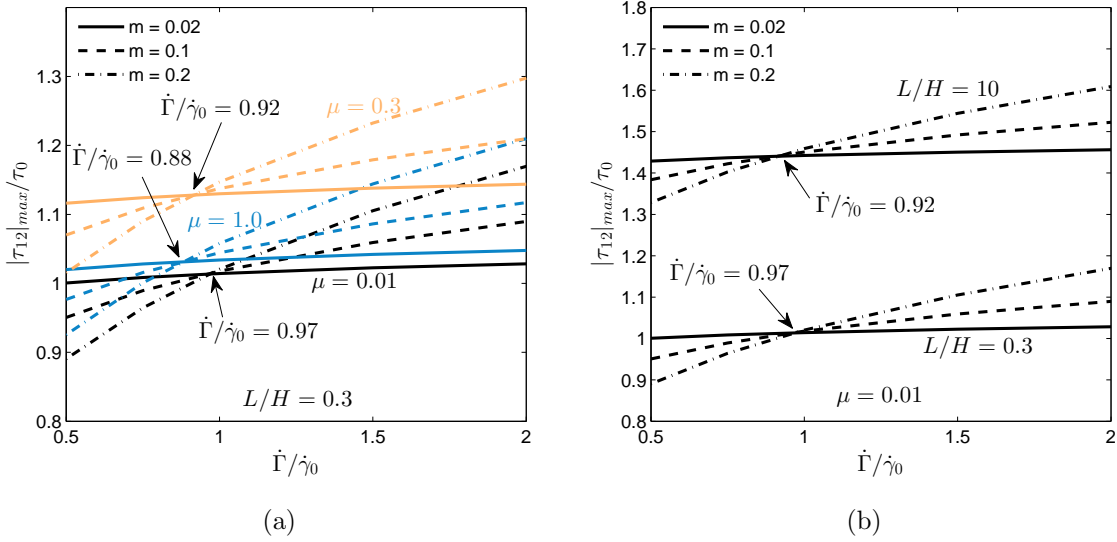 m = 0.02
m = 0.1
m = 0.2
1.3
1.2
1.1
1
0.9
0.8
0.5
1
1.5
2
|τ₁₂|ₘₐₓ/τ₀
Γ̇/γ̇₀
Γ̇/γ̇₀ = 0.92
Γ̇/γ̇₀ = 0.88
μ = 0.3
μ = 1.0
μ = 0.01
Γ̇/γ̇₀ = 0.97
L/H = 0.3
(a)
m = 0.02
m = 0.1
m = 0.2
1.8
1.7
1.6
1.5
1.4
1.3
1.2
1.1
1
0.9
0.8
0.5
1
1.5
2
|τ₁₂|ₘₐₓ/τ₀
Γ̇/γ̇₀
L/H = 10
Γ̇/γ̇₀ = 0.92
Γ̇/γ̇₀ = 0.97
L/H = 0.3
μ = 0.01
(b)